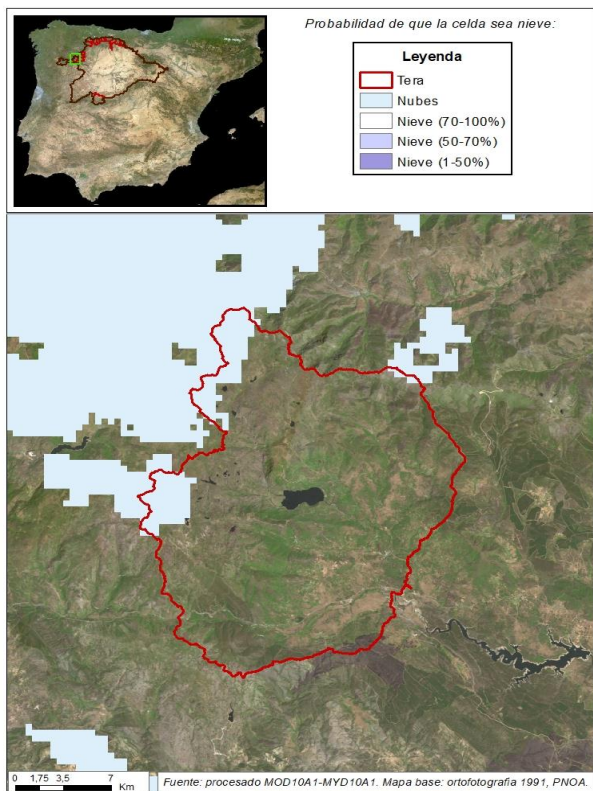 Probabilidad de que la celda sea nieve:
Leyenda
Tera
Nubes
Nieve (70-100%)
Nieve (50-70%)
Nieve (1-50%)
0 1,75 3,5 7
Km
Fuente: procesado MOD10A1-MYD10A1. Mapa base: ortofotografía 1991, PNOA.